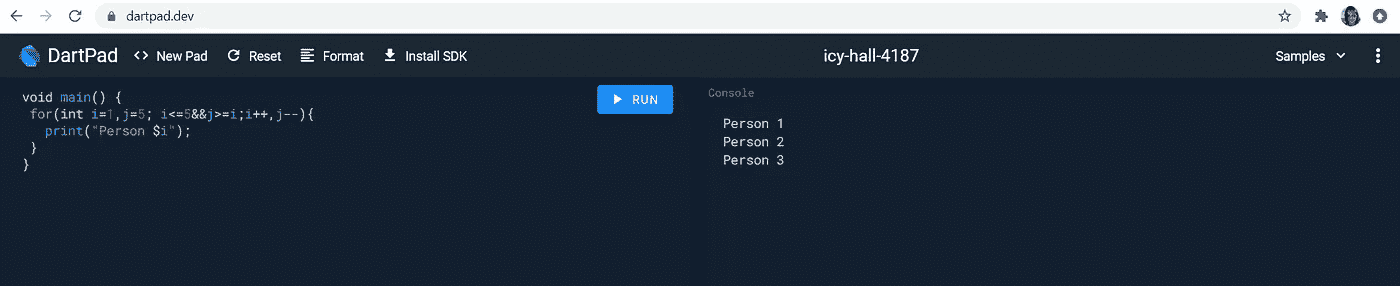 dartpad.dev
DartPad <> New Pad Reset Format Install SDK icy-hall-4187 Samples
void main() {
for(int i=1,j=5; i<=5&&j>=i;i++,j--){
print("Person $i");
}
}
RUN
Console
Person 1
Person 2
Person 3